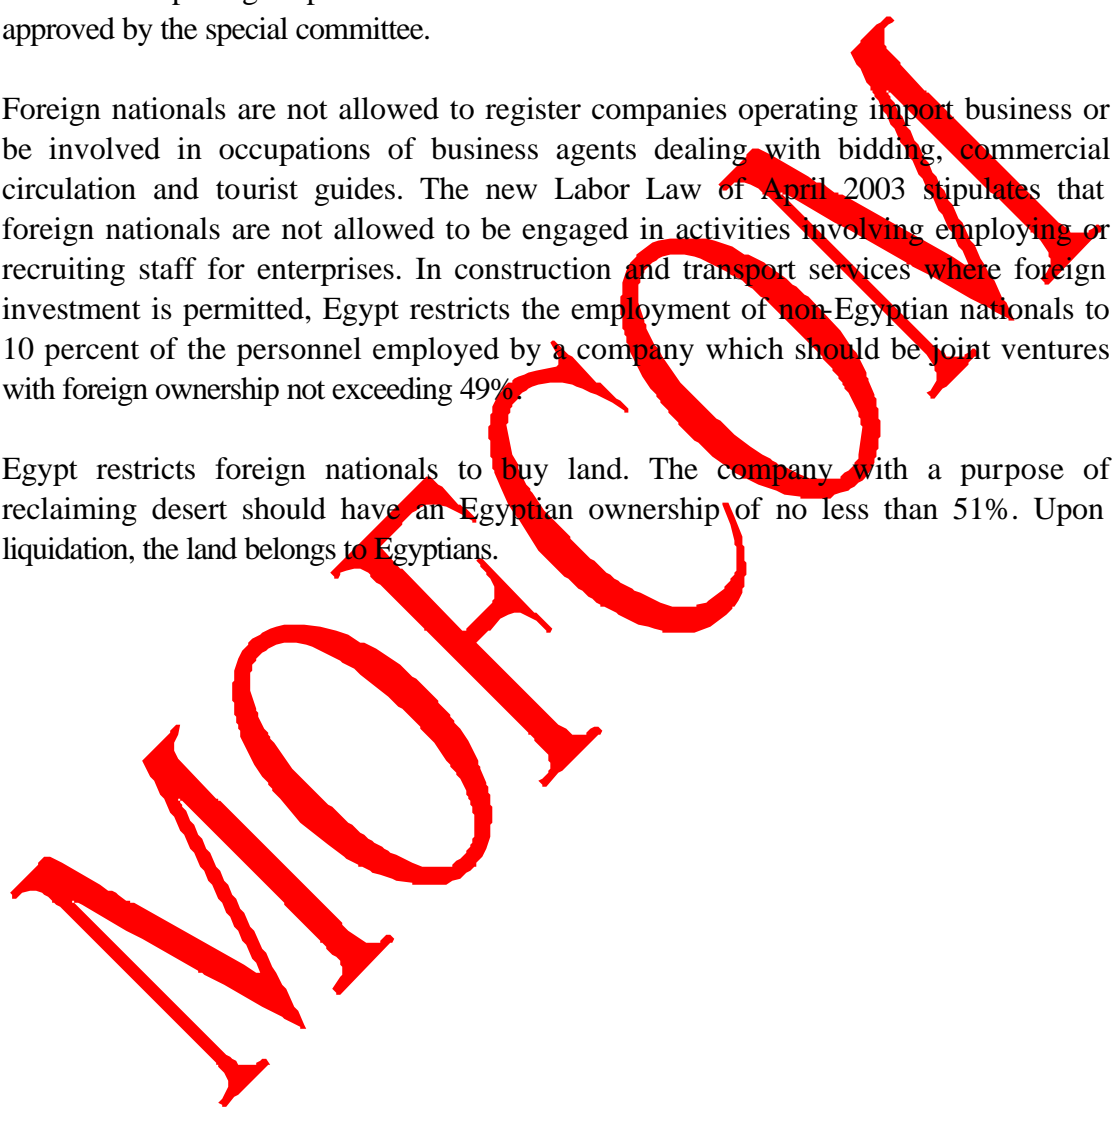 approved by the special committee.
Foreign nationals are not allowed to register companies operating import business or
be involved in occupations of business agents dealing with bidding, commercial
circulation and tourist guides. The new Labor Law of April 2003 stipulates that
foreign nationals are not allowed to be engaged in activities involving employing or
recruiting staff for enterprises. In construction and transport services where foreign
investment is permitted, Egypt restricts the employment of non-Egyptian nationals to
10 percent of the personnel employed by a company which should be joint ventures
with foreign ownership not exceeding 49%.
Egypt restricts foreign nationals to buy land. The company with a purpose of
reclaiming desert should have an Egyptian ownership of no less than 51%. Upon
liquidation, the land belongs to Egyptians.
MOFCOM